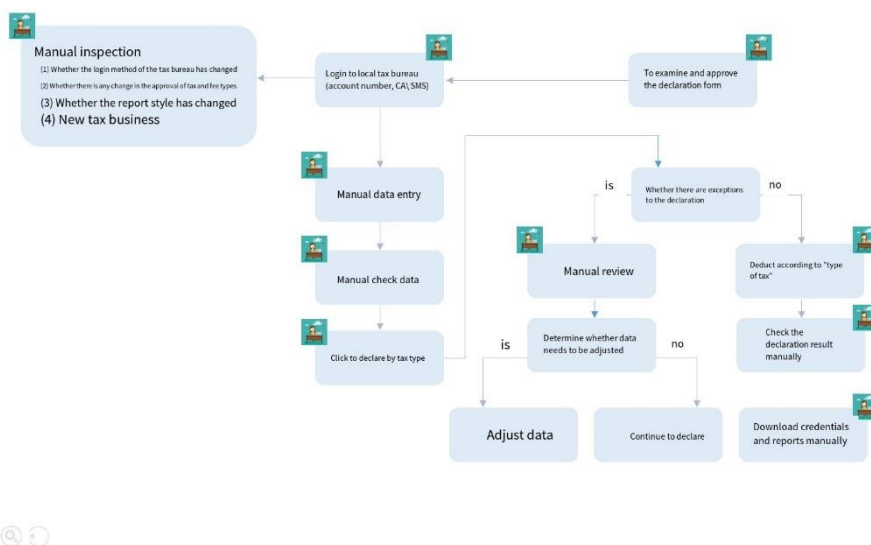 Manual inspection
(1) Whether the login method of the tax bureau has changed
(2) Whether there is any change in the approval of tax and fee types
(3) Whether the report style has changed
(4) New tax business
Login to local tax bureau
(account number, CA\ SMS)
To examine and approve
the declaration form
Manual data entry
Manual check data
Click to declare by tax type
Whether there are exceptions
to the declaration
is
no
Manual review
Deduct according to "type
of tax"
Determine whether data
needs to be adjusted
Check the
declaration result
manually
is
no
Adjust data
Continue to declare
Download credentials
and reports manually